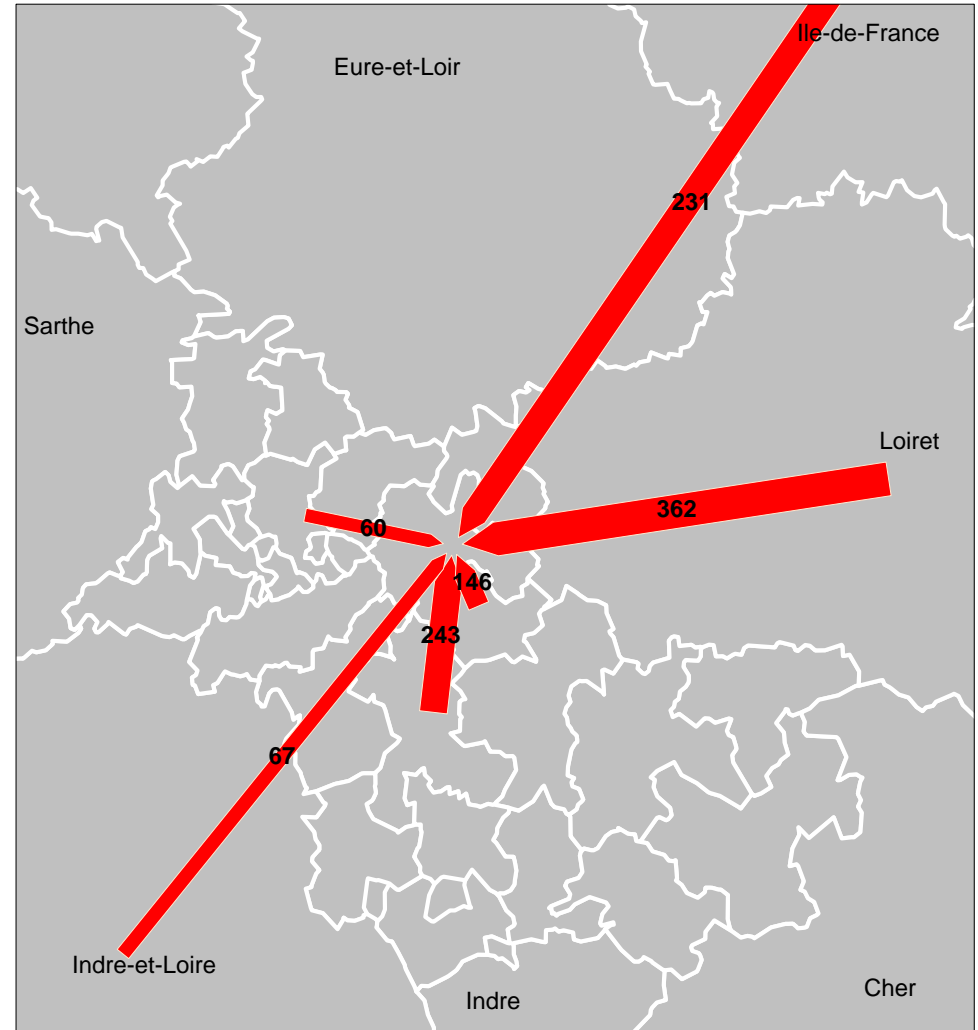 Ile-de-France
Eure-et-Loir
231
Sarthe
Loiret
362
60
146
243
67
Indre-et-Loire
Cher
Indre